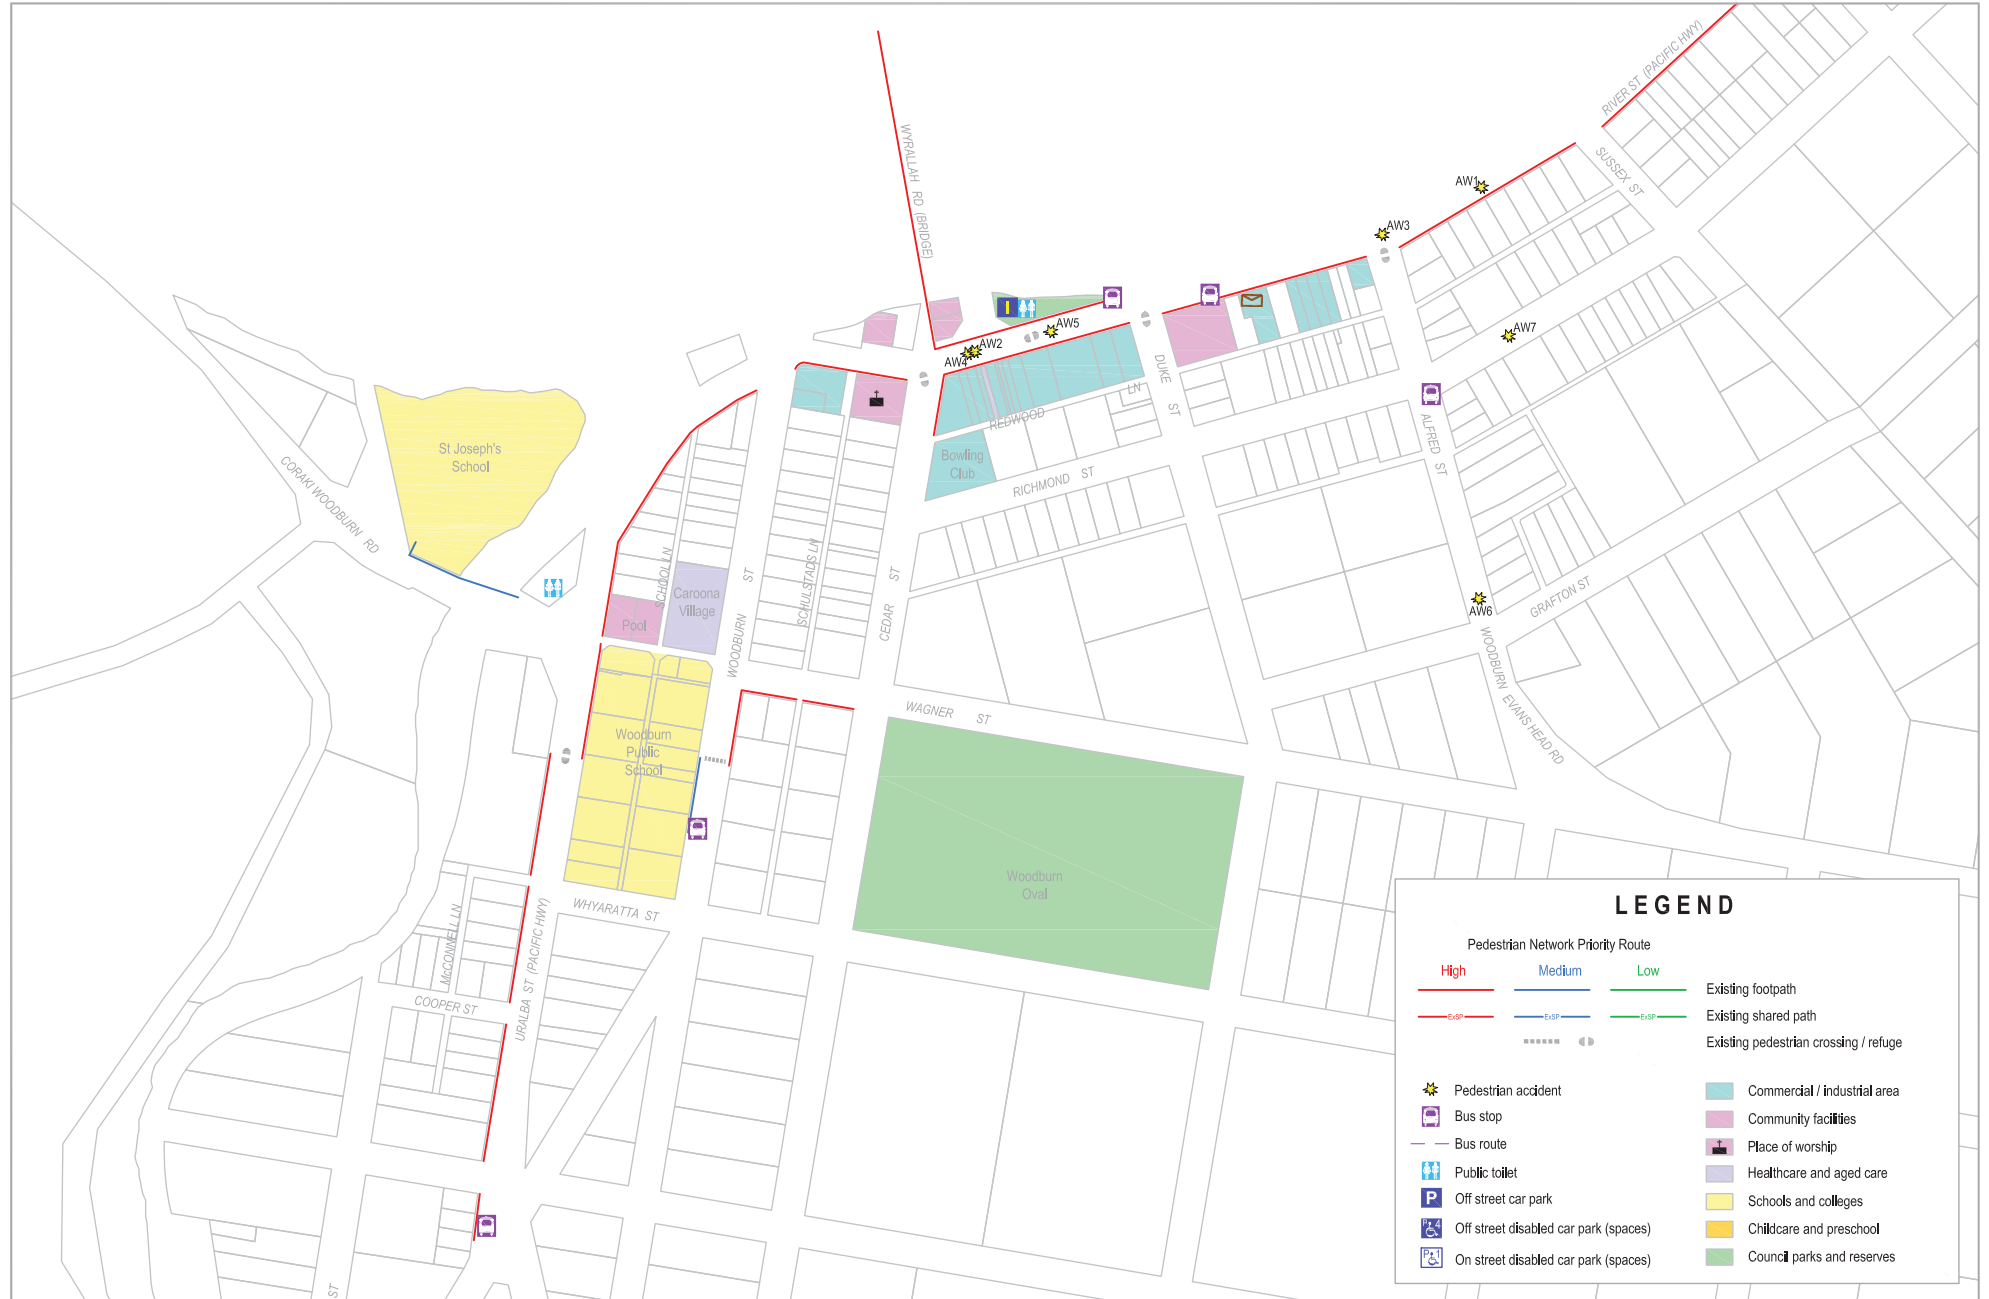 RIVER ST (PACIFIC HWY)
SUSSEX ST
WYRALLAH RD (BRIDGE)
AW1
AW3
AW5
AW2
AW4
AW7
DUKE ST
REDWOOD LN
ALFRED ST
St Joseph's
School
Bowling
Club
RICHMOND ST
CORAKI WOODBURN RD
SCHOOL LN
SCHULSTADS LN
WOODBURN ST
CEDAR ST
Caroona
Village
Pool
GRAFTON ST
AW6
WOODBURN EVANS HEAD RD
WAGNER ST
Woodburn
Public
School
Woodburn
Oval
WHYARATTA ST
McCONNELL LN
URALBA ST (PACIFIC HWY)
COOPER ST
ST
LEGEND
Pedestrian Network Priority Route
High Medium Low
Existing footpath
ExSP ExSP ExSP Existing shared path
Existing pedestrian crossing / refuge
Pedestrian accident
Bus stop
Bus route
Public toilet
P Off street car park
P 4 Off street disabled car park (spaces)
P 1 On street disabled car park (spaces)
Commercial / industrial area
Community facilities
Place of worship
Healthcare and aged care
Schools and colleges
Childcare and preschool
Council parks and reserves